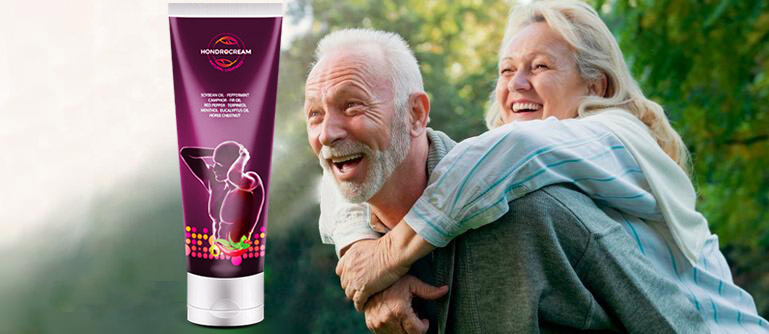 HONDROCREAM
SOYBEAN OIL · PEPPERMINT
CAMPHOR · FIR OIL
RED PEPPER · TERPINEOL
MENTHOL · EUCALYPTUS OIL
HORSE CHESTNUT